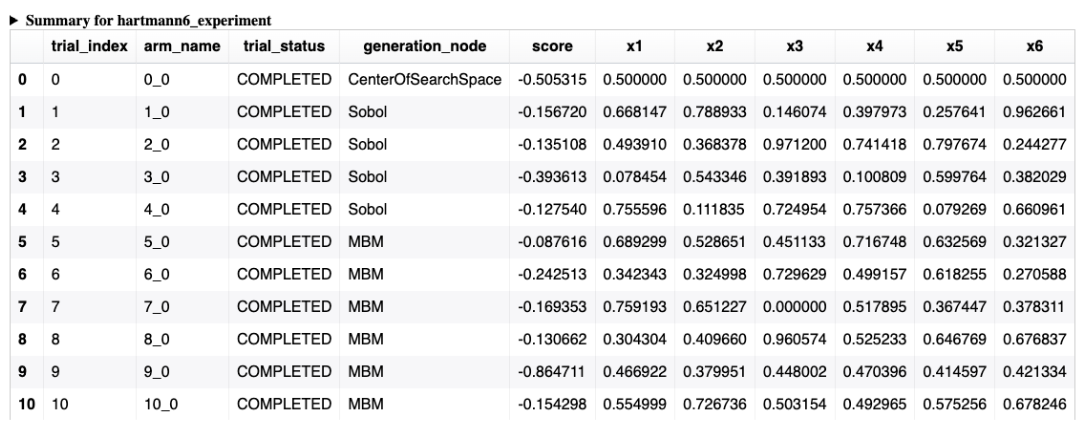 ▶ Summary for hartmann6_experiment
trial_index arm_name trial_status generation_node score x1 x2 x3 x4 x5 x6
0 0 0_0 COMPLETED CenterOfSearchSpace -0.505315 0.500000 0.500000 0.500000 0.500000 0.500000 0.500000
1 1 1_0 COMPLETED Sobol -0.156720 0.668147 0.788933 0.146074 0.397973 0.257641 0.962661
2 2 2_0 COMPLETED Sobol -0.135108 0.493910 0.368378 0.971200 0.741418 0.797674 0.244277
3 3 3_0 COMPLETED Sobol -0.393613 0.078454 0.543346 0.391893 0.100809 0.599764 0.382029
4 4 4_0 COMPLETED Sobol -0.127540 0.755596 0.111835 0.724954 0.757366 0.079269 0.660961
5 5 5_0 COMPLETED MBM -0.087616 0.689299 0.528651 0.451133 0.716748 0.632569 0.321327
6 6 6_0 COMPLETED MBM -0.242513 0.342343 0.324998 0.729629 0.499157 0.618255 0.270588
7 7 7_0 COMPLETED MBM -0.169353 0.759193 0.651227 0.000000 0.517895 0.367447 0.378311
8 8 8_0 COMPLETED MBM -0.130662 0.304304 0.409660 0.960574 0.525233 0.646769 0.676837
9 9 9_0 COMPLETED MBM -0.864711 0.466922 0.379951 0.448002 0.470396 0.414597 0.421334
10 10 10_0 COMPLETED MBM -0.154298 0.554999 0.726736 0.503154 0.492965 0.575256 0.678246